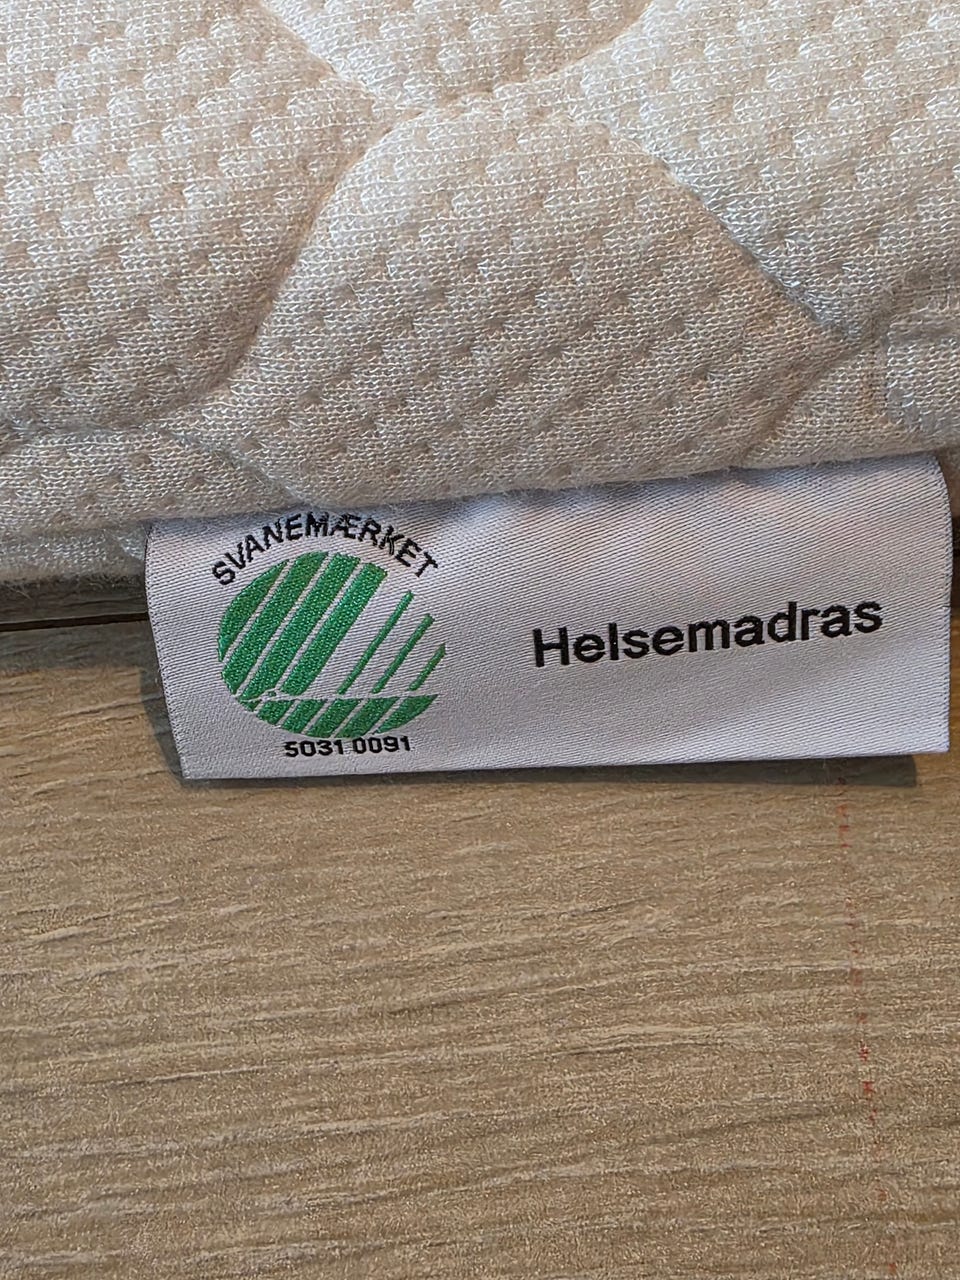 SVANEMÆRKET
Helsemadras
5031 0091